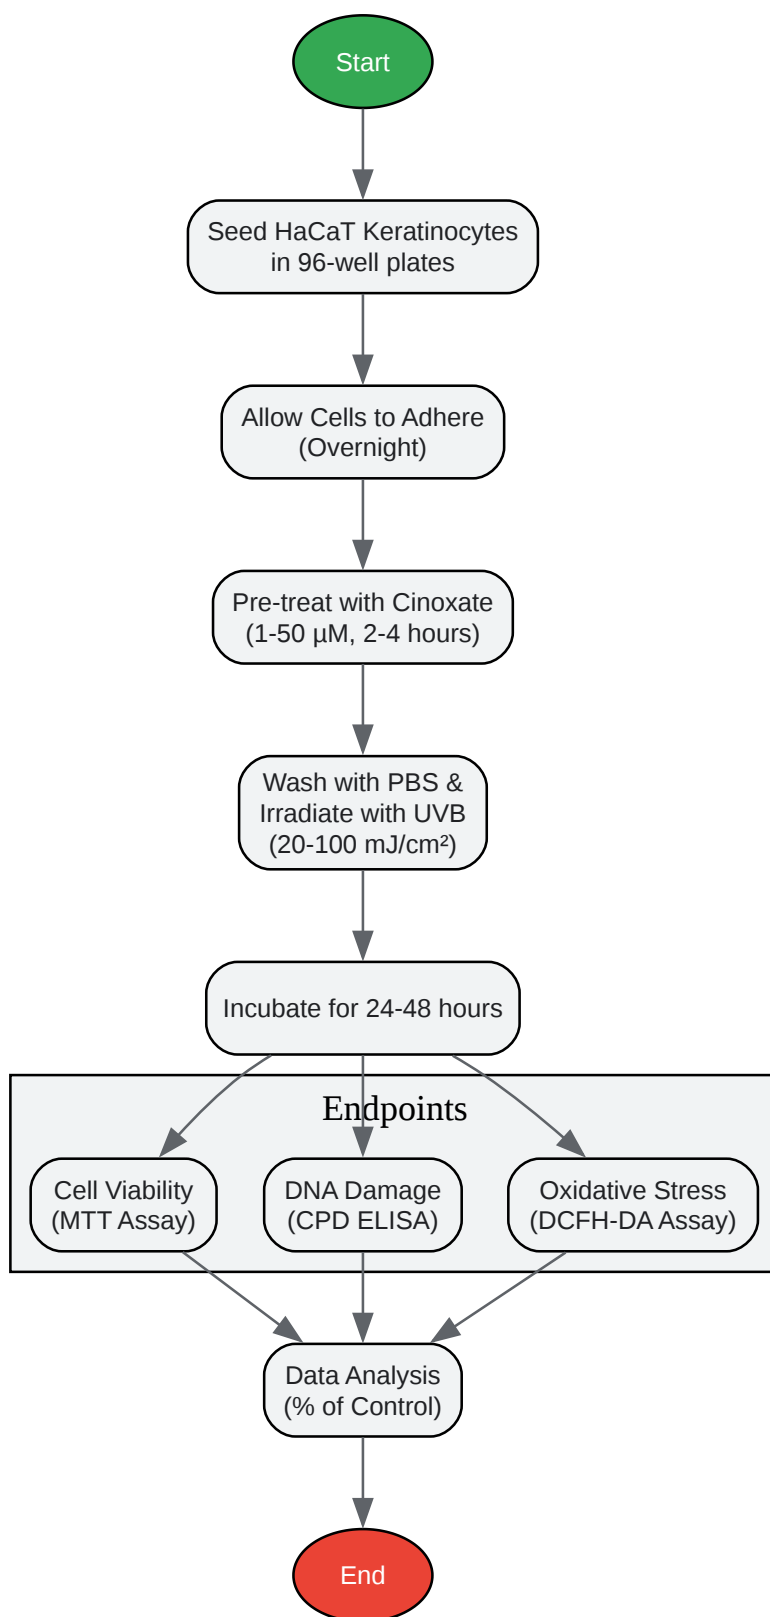 Start
Seed HaCaT Keratinocytes
in 96-well plates
Allow Cells to Adhere
(Overnight)
Pre-treat with Cinoxate
(1-50 µM, 2-4 hours)
Wash with PBS &
Irradiate with UVB
(20-100 mJ/cm²)
Incubate for 24-48 hours
Endpoints
Cell Viability
(MTT Assay)
DNA Damage
(CPD ELISA)
Oxidative Stress
(DCFH-DA Assay)
Data Analysis
(% of Control)
End